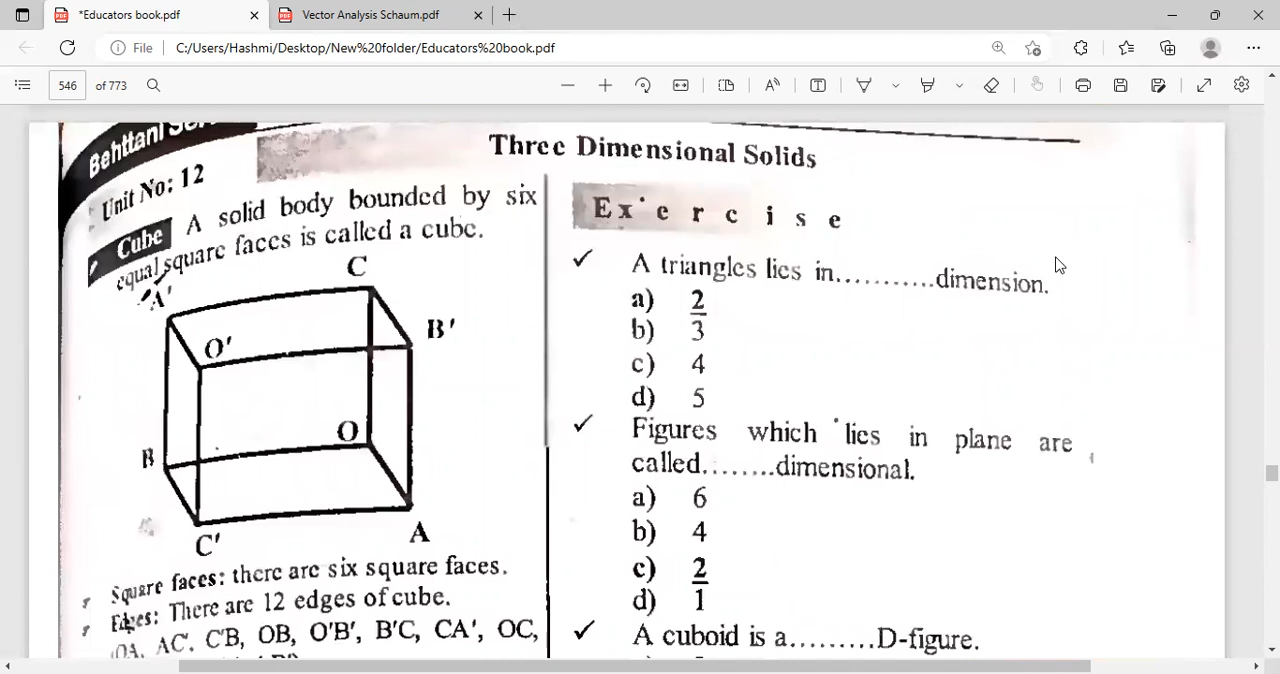 *Educators book.pdf
Vector Analysis Schaum.pdf
File
C:/Users/Hashmi/Desktop/New%20folder/Educators%20book.pdf
546
of 773
Behttani
Unit No: 12
Three Dimensional Solids
Cube A solid body bounded by six
equal square faces is called a cube.
A'
C
O'
B'
O
B
C'
A
Square faces: there are six square faces.
Edges: There are 12 edges of cube.
OA, AC', C'B, OB, O'B', B'C, CA', OC,
Exercise
✓ A triangles lies in...........dimension.
a) 2
b) 3
c) 4
d) 5
✓ Figures which lies in plane are
called........dimensional.
a) 6
b) 4
c) 2
d) 1
✓ A cuboid is a.........D-figure.